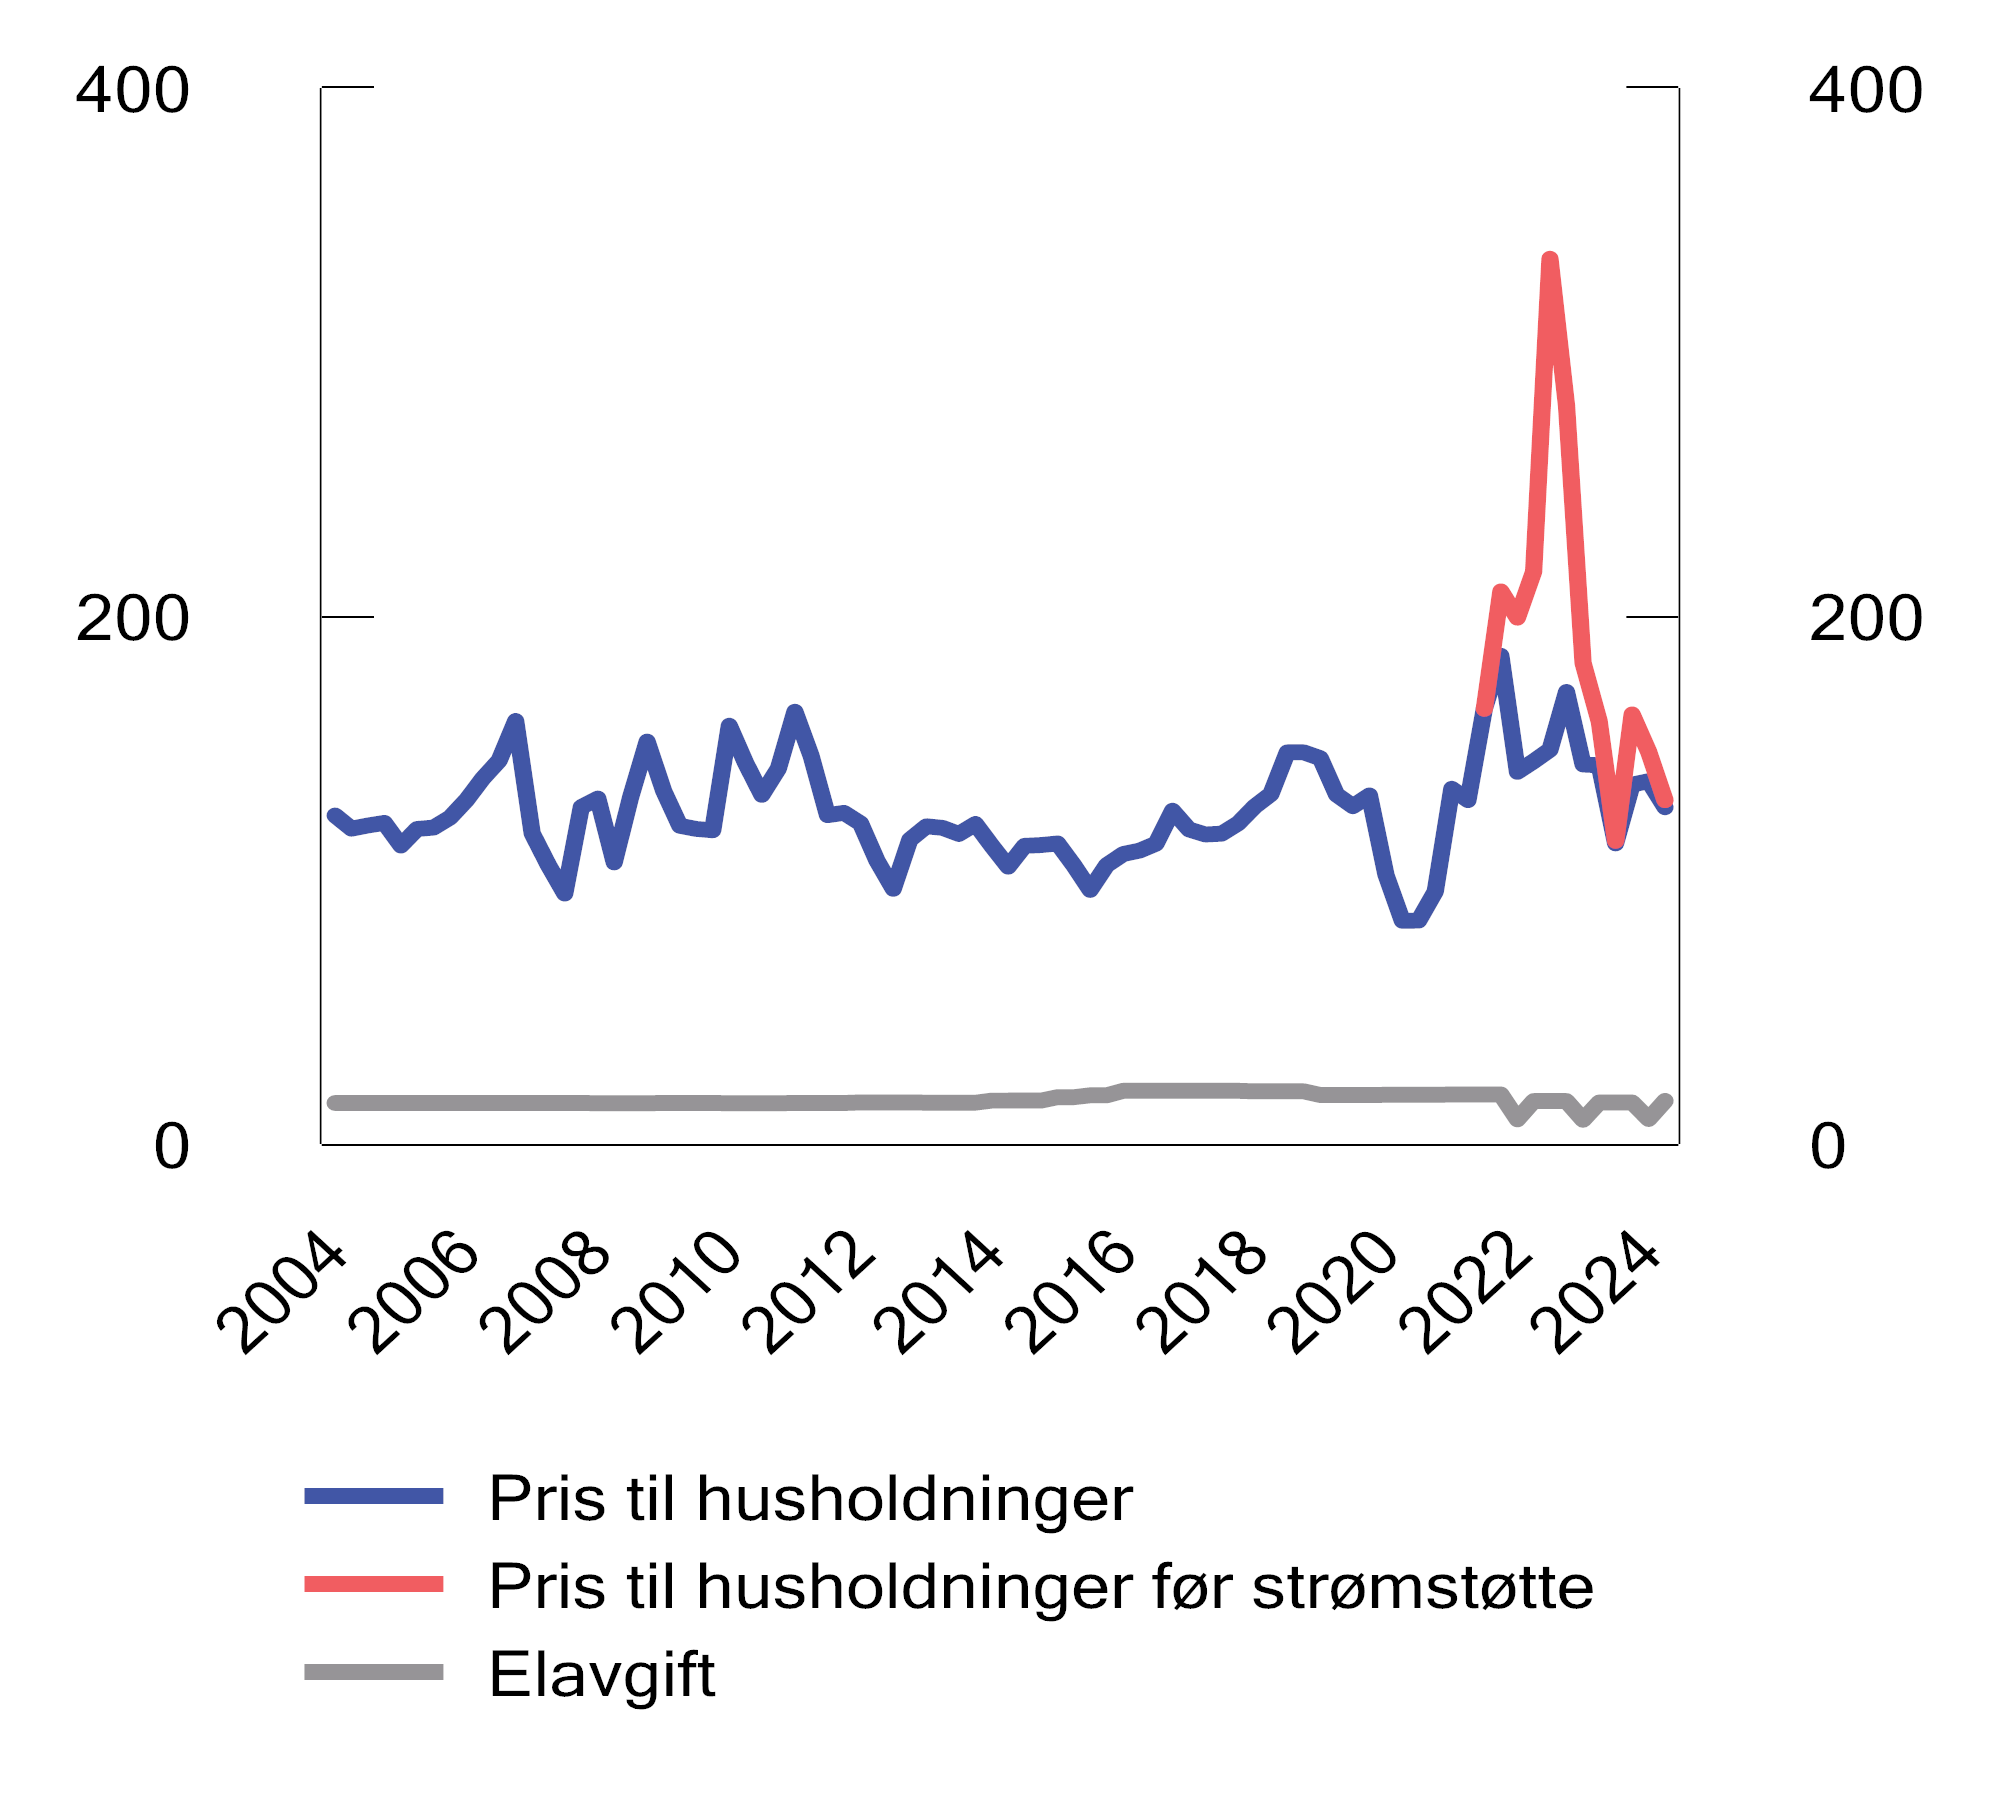 400 400
200 200
0 0
2004 2006 2008 2010 2012 2014 2016 2018 2020 2022 2024
Pris til husholdninger
Pris til husholdninger før strømstøtte
Elavgift